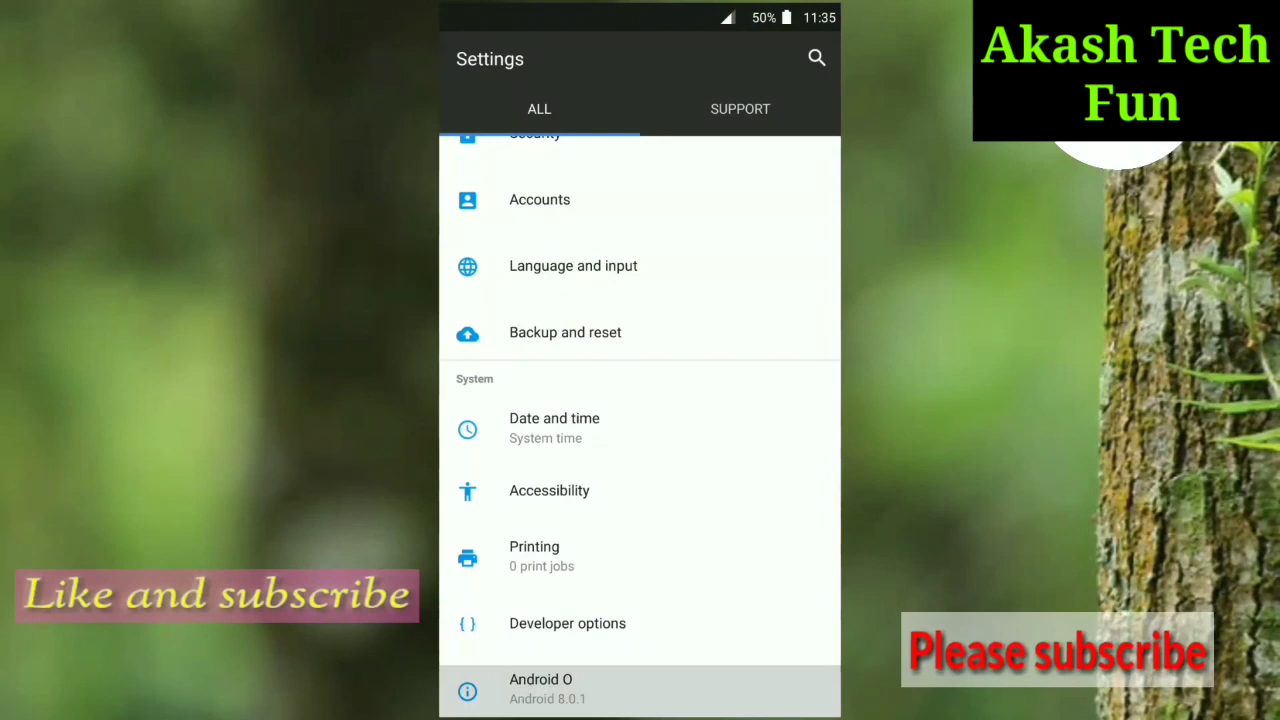 50% 11:35
Settings
ALL SUPPORT
Security
Accounts
Language and input
Backup and reset
System
Date and time
System time
Accessibility
Printing
0 print jobs
Developer options
Android O
Android 8.0.1
Akash Tech
Fun
Like and subscribe
Please subscribe